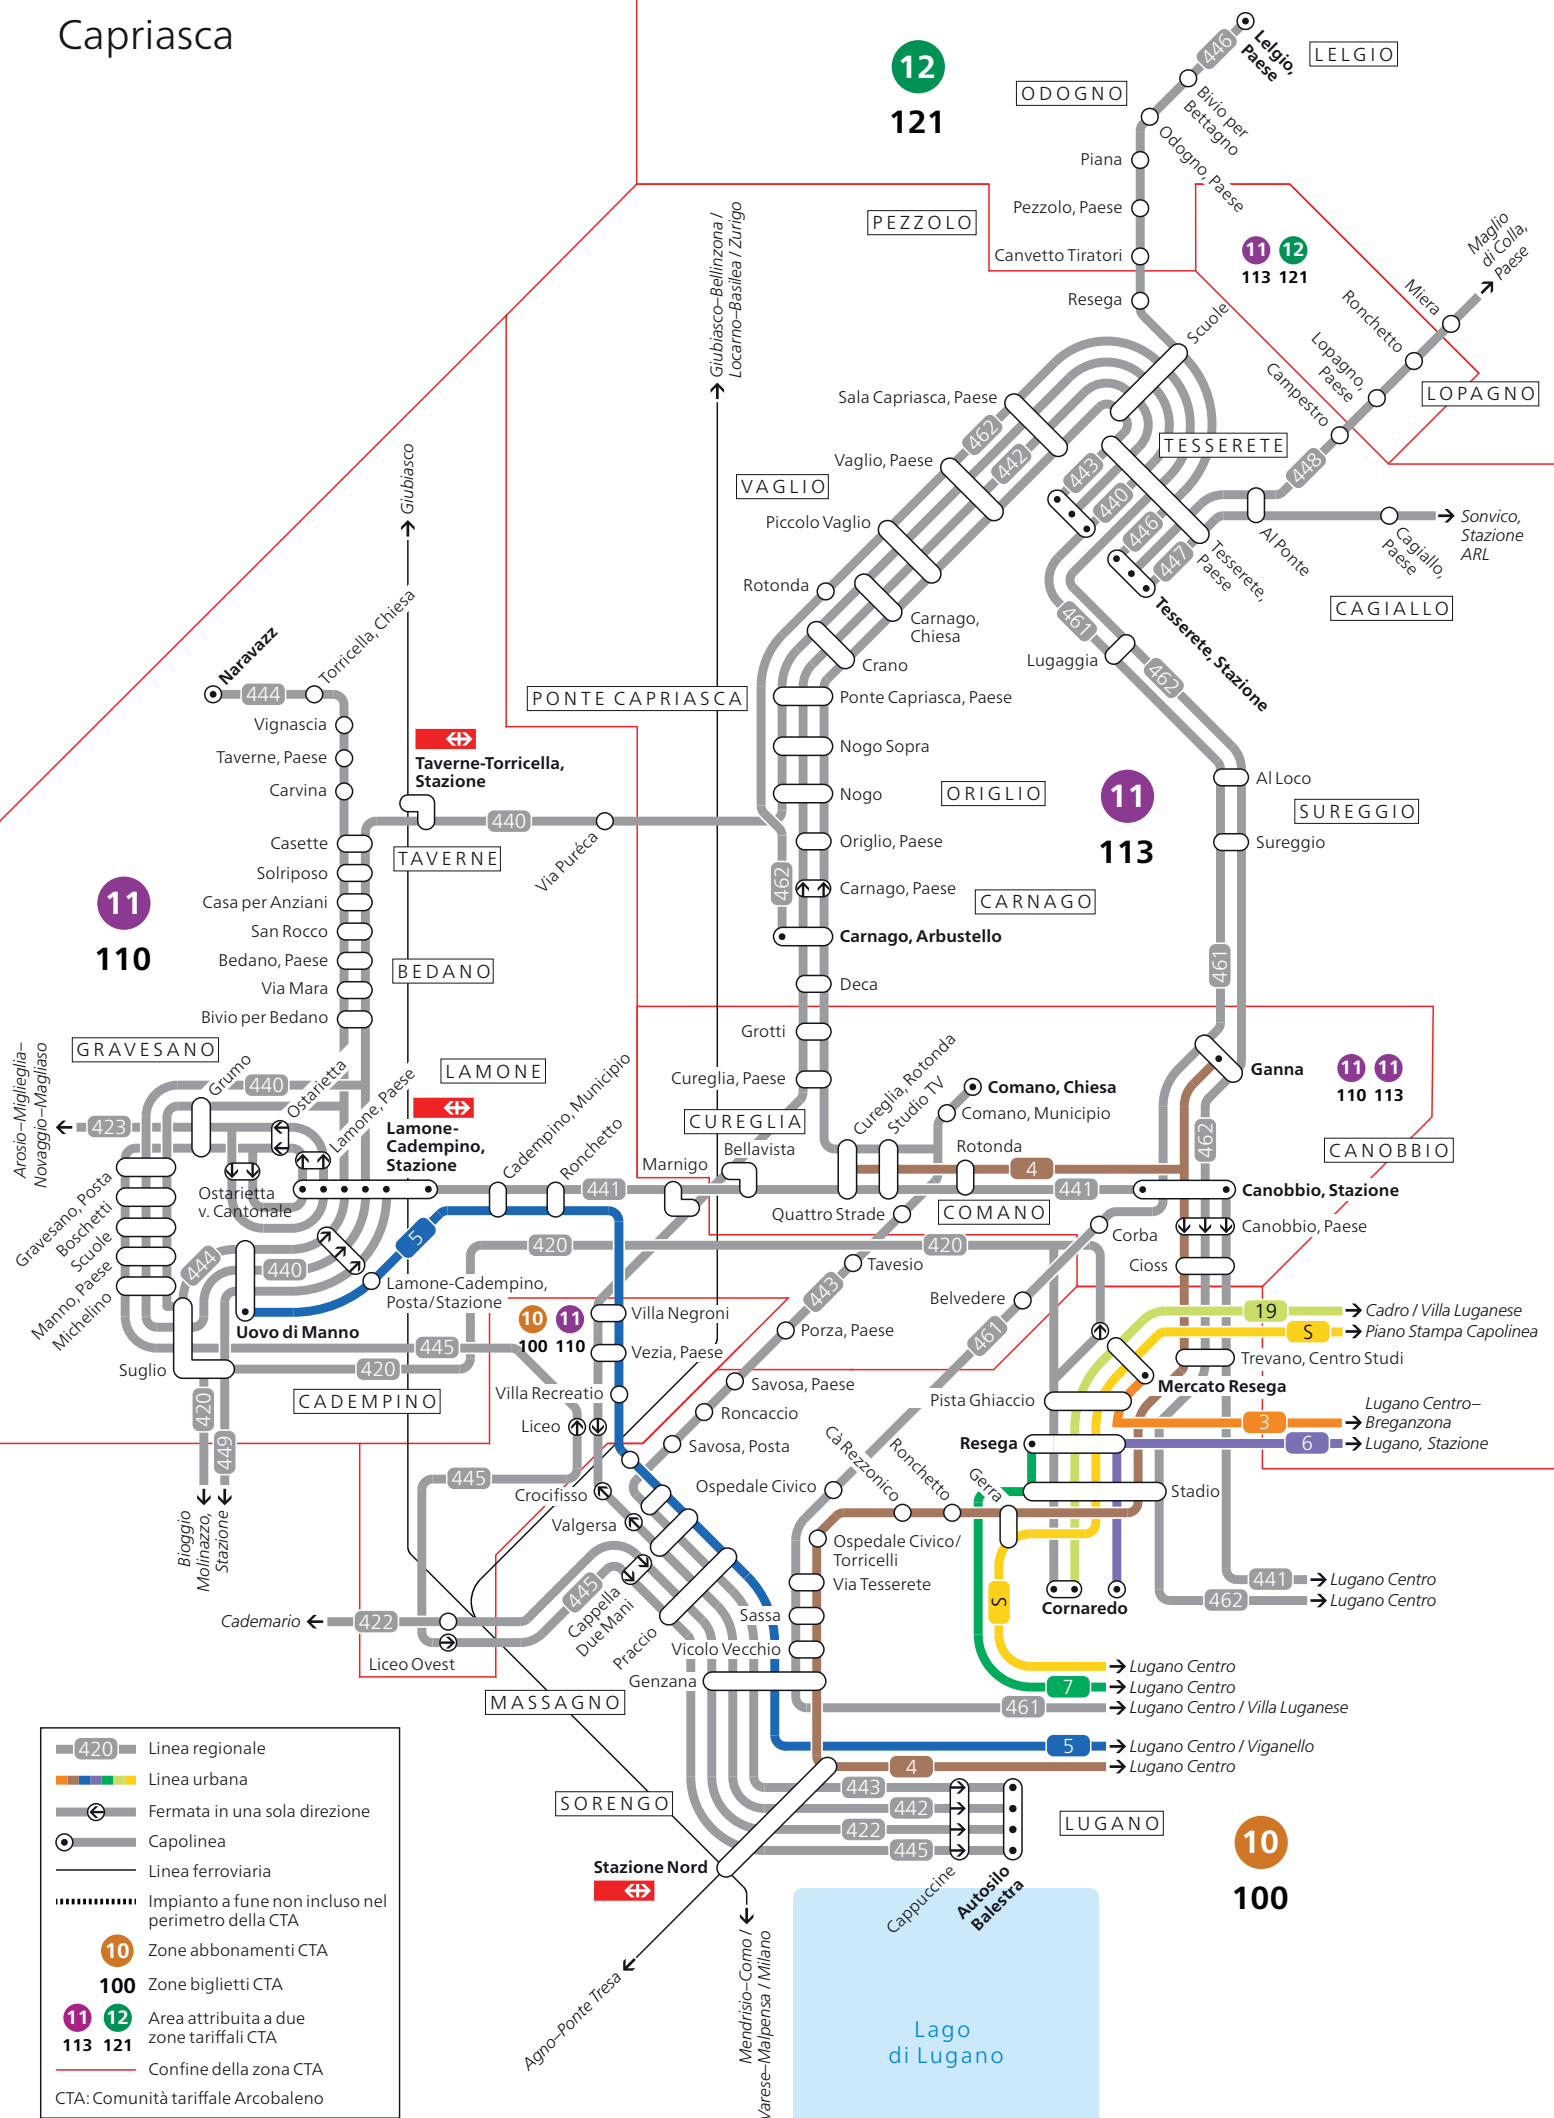 Capriasca
12
121
446
Lelgio,
Paese
LELGIO
ODOGNO
Bivio per
Bettagno
Odogno, Paese
Piana
Pezzolo, Paese
PEZZOLO
Canvetto Tiratori
Resega
11
12
113
121
Maglio
di Colla,
Paese
Miera
Ronchetto
Lopagno,
Paese
Campestro
LOPAGNO
448
Giubiasco–Bellinzona /
Locarno–Basilea / Zurigo
Giubiasco
Scuole
Sala Capriasca, Paese
462
442
443
440
446
447
TESSERETE
Vaglio, Paese
VAGLIO
Piccolo Vaglio
Tesserete,
Paese
Al Ponte
Cagiallo,
Paese
Sonvico,
Stazione
ARL
CAGIALLO
Rotonda
Carnago,
Chiesa
Crano
461
Lugaggia
462
Tesserete, Stazione
Naravazz
444
Torricella, Chiesa
Vignascia
Taverne, Paese
Carvina
PONTE CAPRIASCA
Ponte Capriasca, Paese
Nogo Sopra
Nogo
ORIGLIO
Origlio, Paese
Carnago, Paese
CARNAGO
Carnago, Arbustello
462
Deca
Grotti
Cureglia, Paese
CUREGLIA
Taverne-Torricella,
Stazione
440
Via Puréca
TAVERNE
11
113
Al Loco
SUREGGIO
Sureggio
461
Casette
Solriposo
Casa per Anziani
San Rocco
Bedano, Paese
Via Mara
Bivio per Bedano
BEDANO
11
110
GRAVESANO
Arosio–Miglieglia–
Novaggio–Magliaso
423
440
Grumo
Ostarietta
Lamone, Paese
LAMONE
Lamone-
Cadempino,
Stazione
Cadempino, Municipio
Ronchetto
441
Marnigo
Bellavista
Cureglia, Rotonda
Studio TV
Comano, Chiesa
Comano, Municipio
Rotonda
4
441
COMANO
Quattro Strade
Ganna
11
11
110
113
462
CANOBBIO
Canobbio, Stazione
Canobbio, Paese
Corba
Cioss
Gravesano, Posta
Boschetti
Scuole
Manno, Paese
Michelino
Ostarietta
v. Cantonale
444
440
5
420
420
Lamone-Cadempino,
Posta/Stazione
Uovo di Manno
445
Suglio
420
CADEMPINO
420
449
Bioggio
Molinazzo,
Stazione
10
11
100
110
Villa Negroni
Vezia, Paese
Villa Recreatio
Liceo
445
Crocifisso
Valgersa
Tavesio
443
Porza, Paese
Savosa, Paese
Roncaccio
Savosa, Posta
Belvedere
461
19
Cadro / Villa Luganese
S
Piano Stampa Capolinea
Trevano, Centro Studi
Mercato Resega
Pista Ghiaccio
Lugano Centro–
Breganzona
3
Resega
6
Lugano, Stazione
Stadio
Gerra
Ospedale Civico
Cà Rezzonico
Ronchetto
Ospedale Civico/
Torricelli
Via Tesserete
Sassa
Vicolo Vecchio
Genzana
S
Cornaredo
441
Lugano Centro
462
Lugano Centro
Lugano Centro
7
Lugano Centro
461
Lugano Centro / Villa Luganese
5
Lugano Centro / Viganello
4
Lugano Centro
Cademario
422
445
Cappella
Due Mani
Praccio
Liceo Ovest
MASSAGNO
SORENGO
443
442
422
445
LUGANO
10
100
Stazione Nord
Cappuccine
Autosilo
Balestra
Agno–Ponte Tresa
Mendrisio–Como /
Varese–Malpensa / Milano
Lago
di Lugano
420
Linea regionale
Linea urbana
Fermata in una sola direzione
Capolinea
Linea ferroviaria
Impianto a fune non incluso nel
perimetro della CTA
10
Zone abbonamenti CTA
100
Zone biglietti CTA
11
12
Area attribuita a due
113
121
zone tariffali CTA
Confine della zona CTA
CTA: Comunità tariffale Arcobaleno